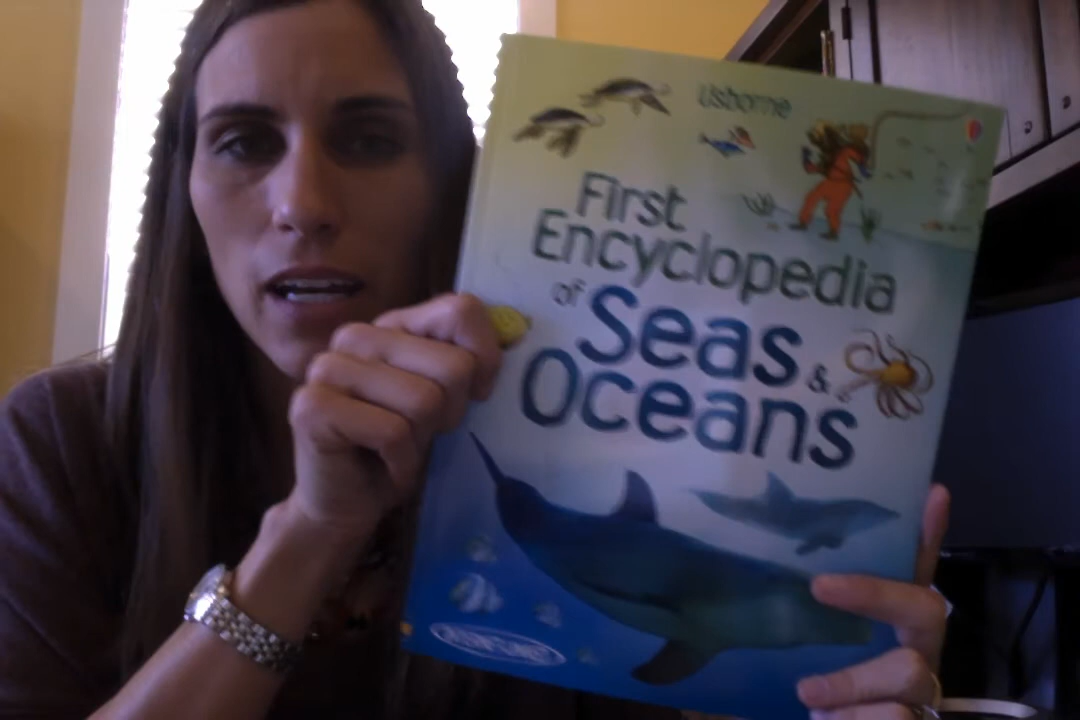 Usborne
First
Encyclopedia
of Seas &
Oceans